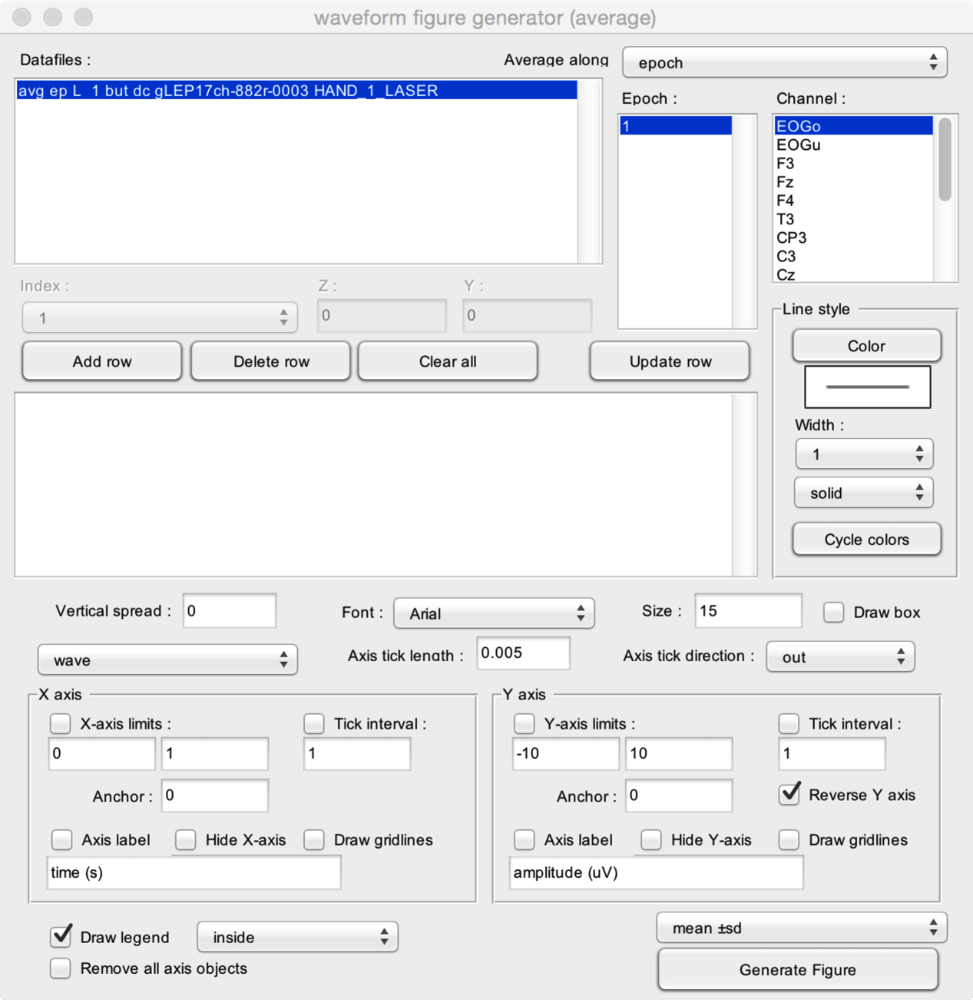 waveform figure generator (average)
Datafiles :
Average along
epoch
avg ep L  1 but dc gLEP17ch-882r-0003 HAND_1_LASER
Epoch :
Channel :
1
EOGo
EOGu
F3
Fz
F4
T3
CP3
C3
Cz
Index :
Z :
Y :
1
0
0
Line style
Add row
Delete row
Clear all
Update row
Color
Width :
1
solid
Cycle colors
Vertical spread :
0
Font :
Arial
Size :
15
Draw box
wave
Axis tick length :
0.005
Axis tick direction :
out
X axis
X-axis limits :
Tick interval :
0
1
1
Anchor :
0
Axis label
Hide X-axis
Draw gridlines
time (s)
Y axis
Y-axis limits :
Tick interval :
-10
10
1
Anchor :
0
Reverse Y axis
Axis label
Hide Y-axis
Draw gridlines
amplitude (uV)
Draw legend
inside
mean ±sd
Remove all axis objects
Generate Figure